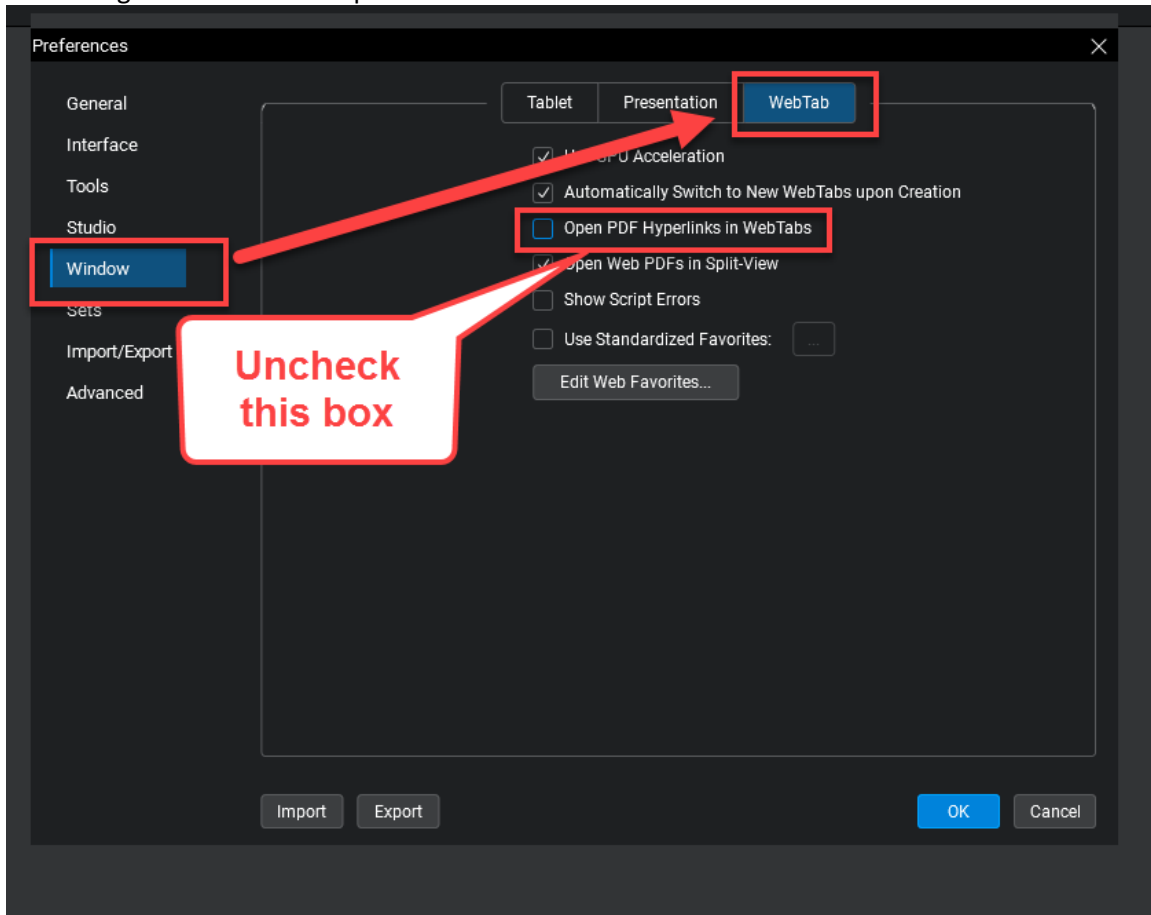 Preferences
General
Interface
Tools
Studio
Window
Sets
Import/Export
Advanced
Tablet Presentation WebTab
Acceleration
Automatically Switch to New WebTabs upon Creation
Open PDF Hyperlinks in WebTabs
Open Web PDFs in Split-View
Show Script Errors
Use Standardized Favorites: ...
Edit Web Favorites...
Uncheck
this box
Import Export
OK Cancel